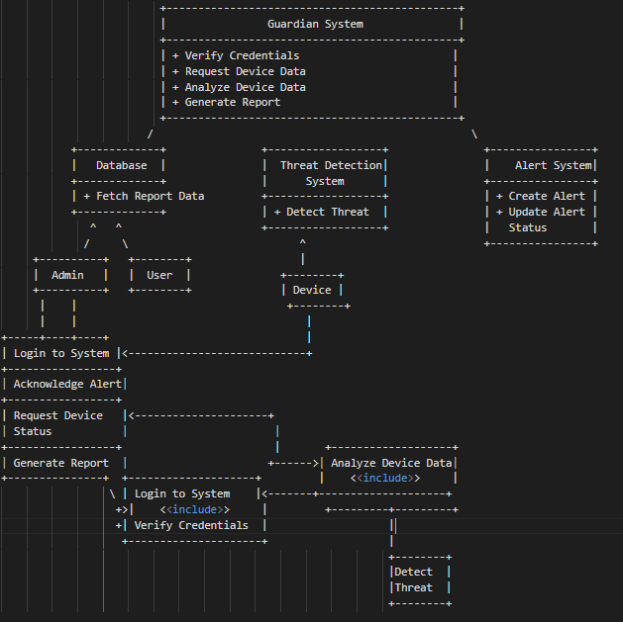 Guardian System
+ Verify Credentials
+ Request Device Data
+ Analyze Device Data
+ Generate Report
Database
+ Fetch Report Data
Threat Detection
System
+ Detect Threat
Alert System
+ Create Alert
+ Update Alert
Status
Admin
User
Device
Login to System
Acknowledge Alert
Request Device
Status
Generate Report
Analyze Device Data
<<include>>
Login to System
<<include>>
Verify Credentials
Detect
Threat